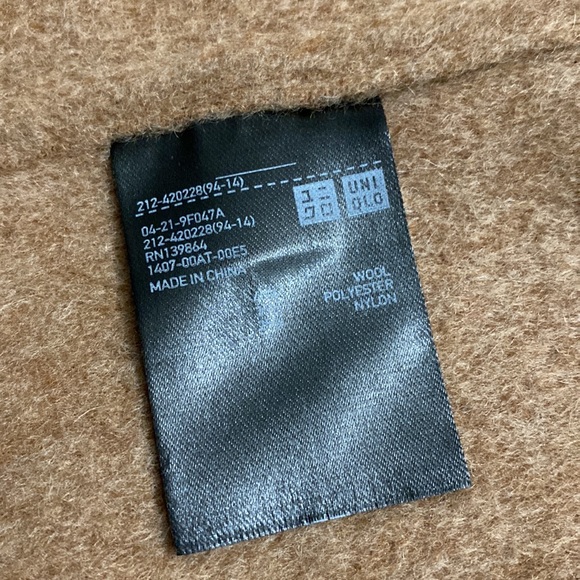 212-420228(94-14)
04-21-9F047A
212-420228(94-14)
RN139864
1407-00AT-00E5
MADE IN CHINA
ユニ
クロ
UNI
QLO
WOOL
POLYESTER
NYLON